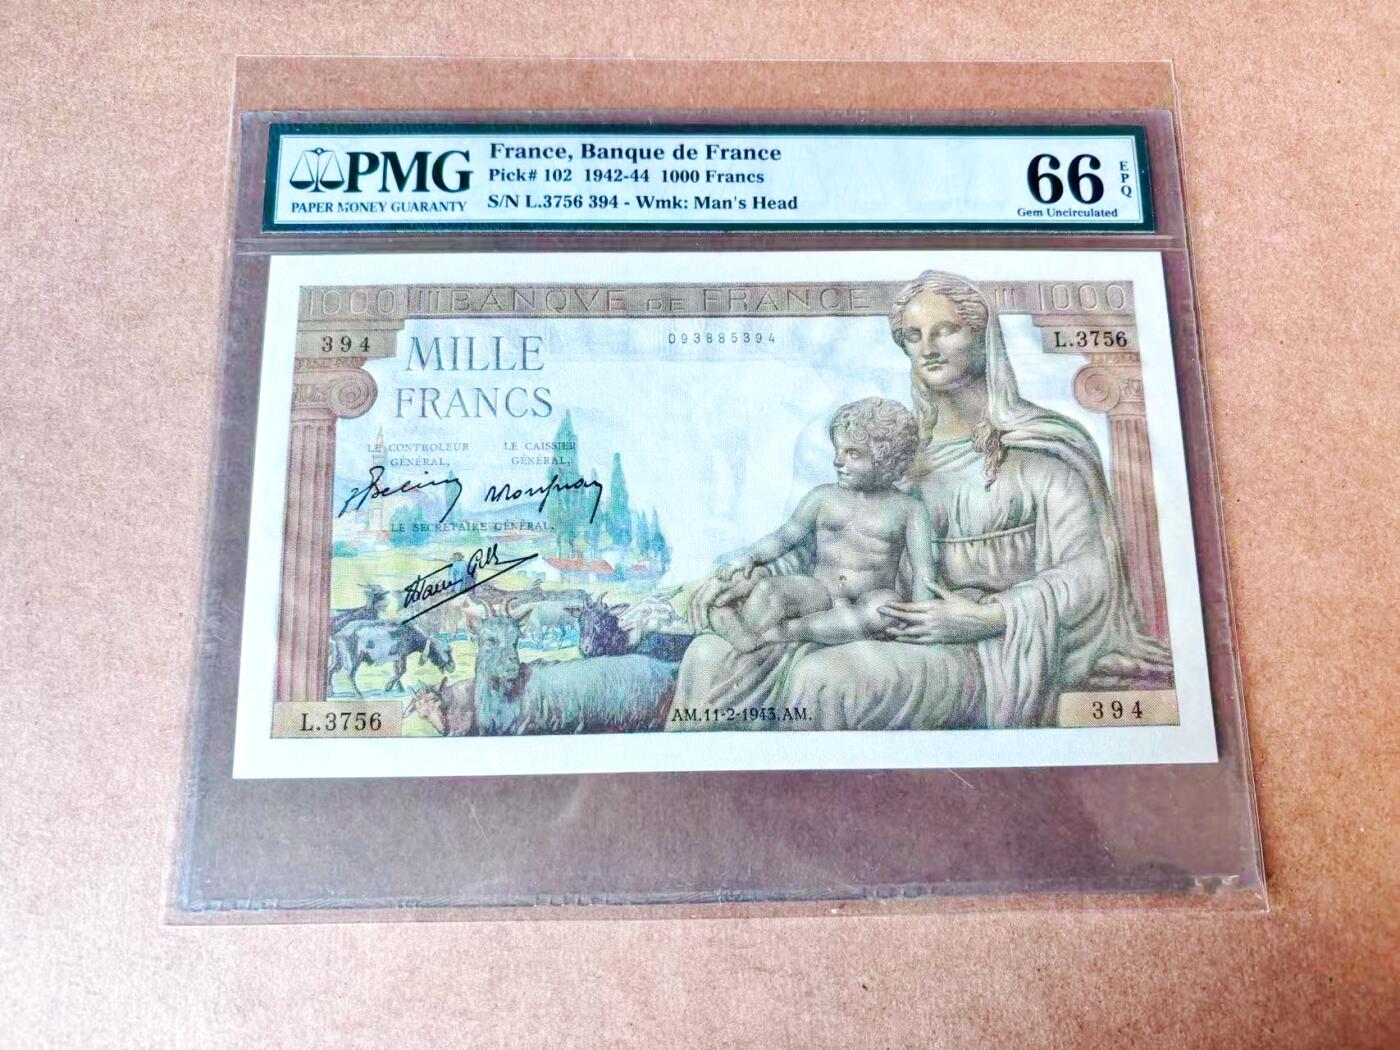 PMG
PAPER MONEY GUARANTY
France, Banque de France
Pick# 102 1942-44 1000 Francs
S/N L.3756 394 - Wmk: Man's Head
66
EPQ
Gem Uncirculated
1000 BANQVE DE FRANCE 1000
394
093885394
L.3756
MILLE
FRANCS
LE CONTROLEUR
GÉNÉRAL,
LE CAISSIER
GÉNÉRAL,
LE SECRÉTAIRE GÉNÉRAL,
L.3756
AM.11-2-1943.AM.
394